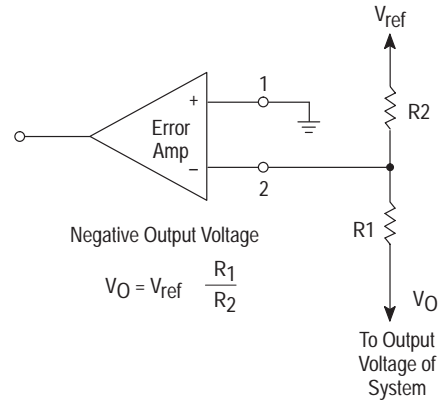 Vref
1
+
R2
Error
Amp
−
2
R1
Negative Output Voltage
VO = Vref R1
R2
VO
To Output
Voltage of
System